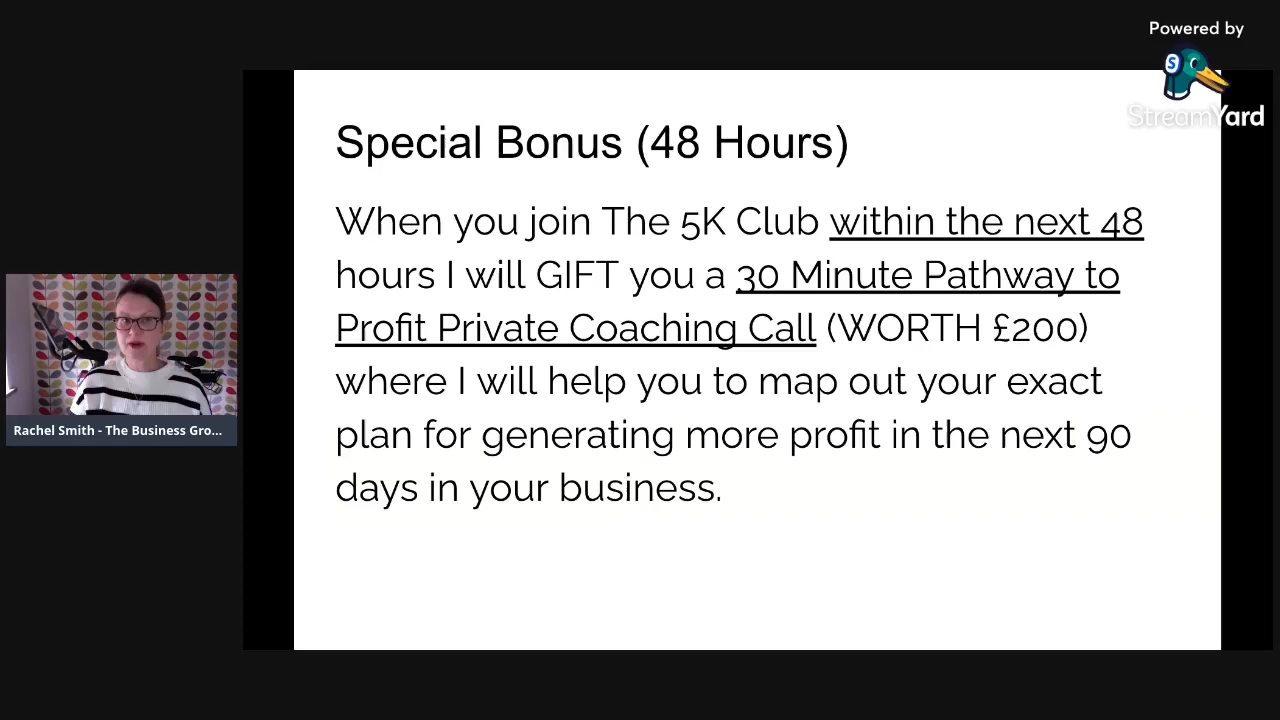 Powered by
StreamYard
Special Bonus (48 Hours)
When you join The 5K Club within the next 48
hours I will GIFT you a 30 Minute Pathway to
Profit Private Coaching Call (WORTH £200)
where I will help you to map out your exact
plan for generating more profit in the next 90
days in your business.
Rachel Smith - The Business Gro...